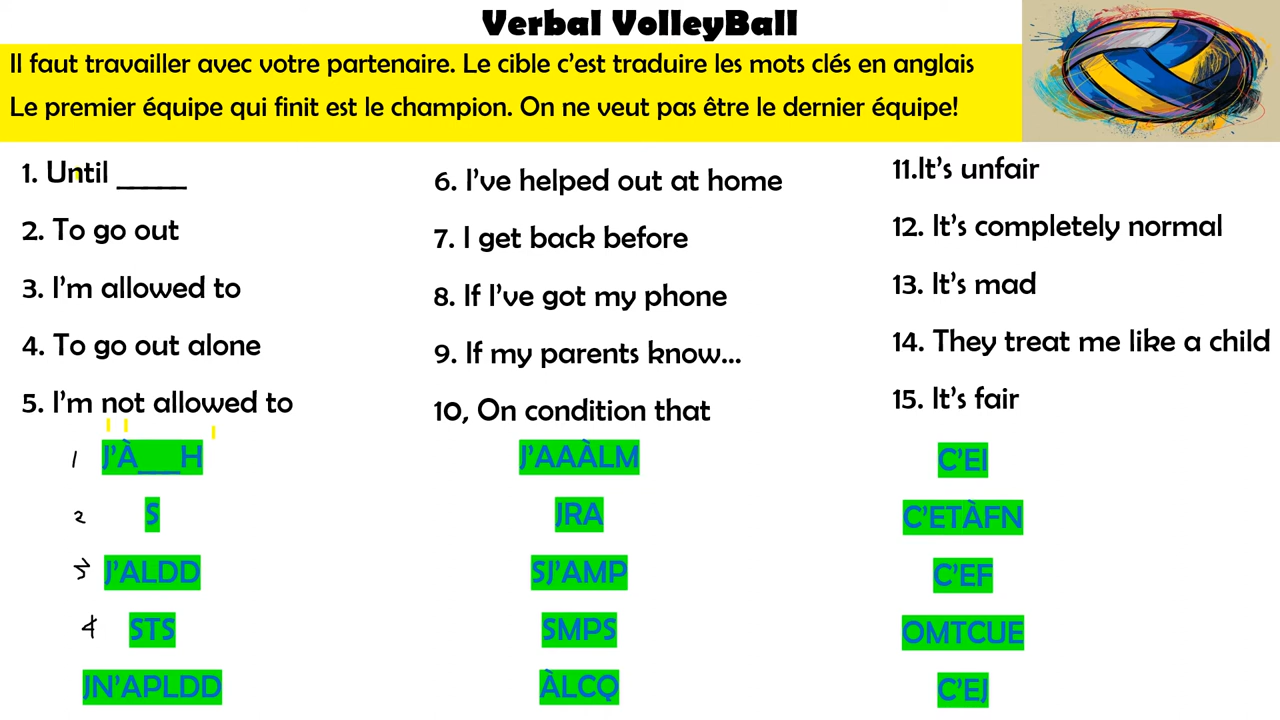 Verbal VolleyBall
Il faut travailler avec votre partenaire. Le cible c'est traduire les mots clés en anglais
Le premier équipe qui finit est le champion. On ne veut pas être le dernier équipe!
1. Until _____
2. To go out
3. I'm allowed to
4. To go out alone
5. I'm not allowed to
6. I've helped out at home
7. I get back before
8. If I've got my phone
9. If my parents know...
10, On condition that
11.It's unfair
12. It's completely normal
13. It's mad
14. They treat me like a child
15. It's fair
1 J'À___H
2 S
3 J'ALDD
4 STS
JN'APLDD
J'AAÀLM
JRA
SJ'AMP
SMPS
ÀLCQ
C'EI
C'ETÀFN
C'EF
OMTCUE
C'EJ